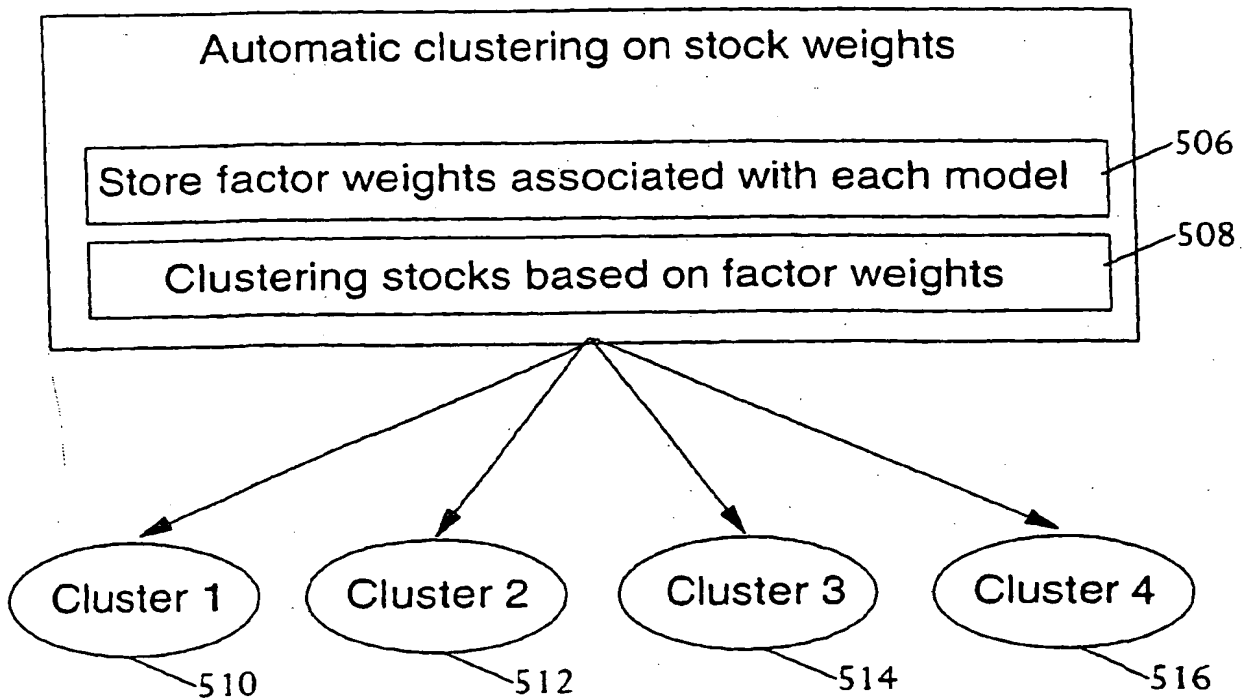 Automatic clustering on stock weights
Store factor weights associated with each model
506
Clustering stocks based on factor weights
508
Cluster 1
Cluster 2
Cluster 3
Cluster 4
510
512
514
516